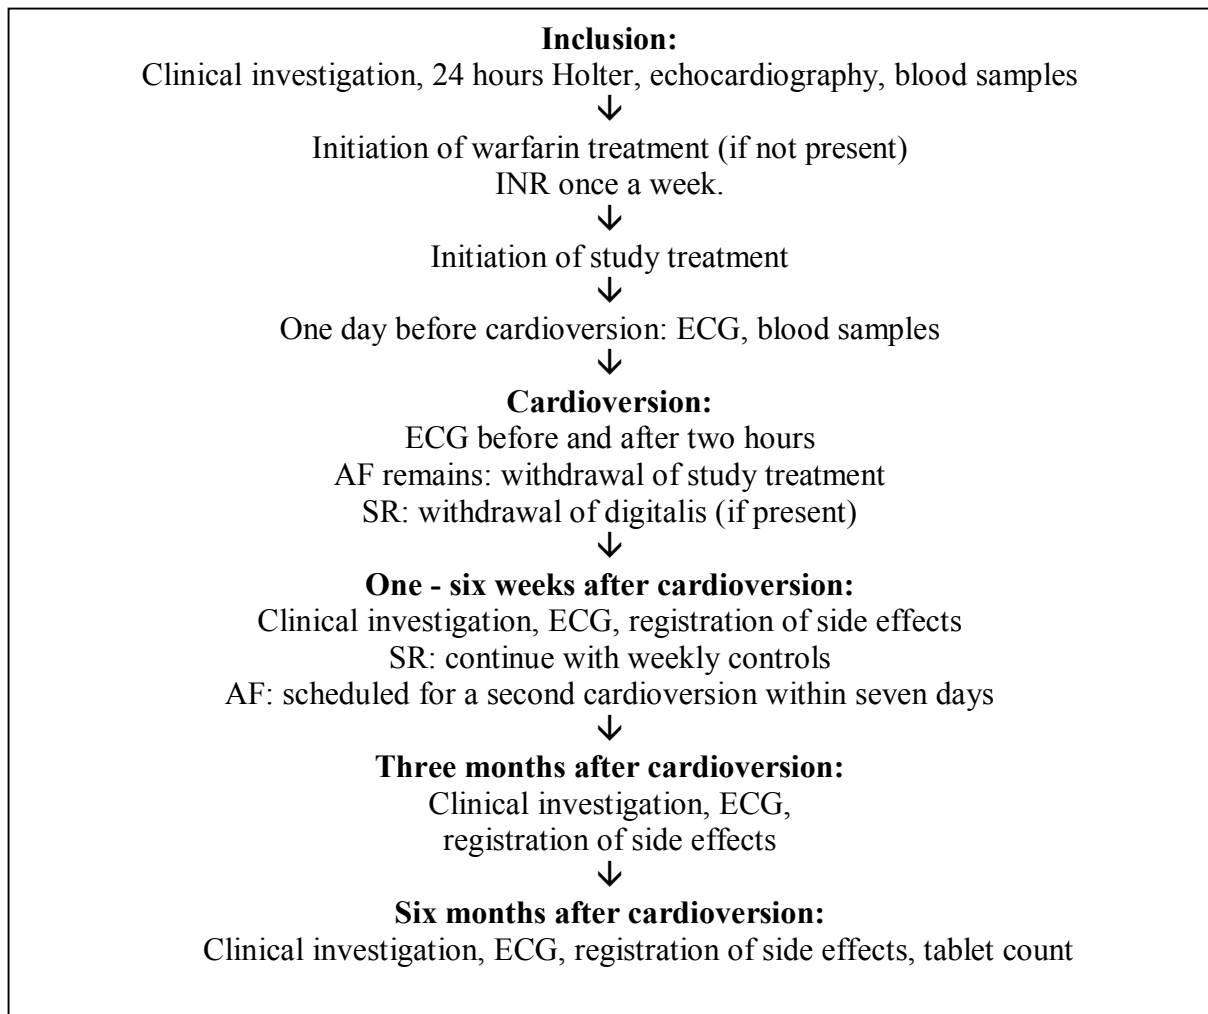 Inclusion:
Clinical investigation, 24 hours Holter, echocardiography, blood samples
↓
Initiation of warfarin treatment (if not present)
INR once a week.
↓
Initiation of study treatment
↓
One day before cardioversion: ECG, blood samples
↓
Cardioversion:
ECG before and after two hours
AF remains: withdrawal of study treatment
SR: withdrawal of digitalis (if present)
↓
One - six weeks after cardioversion:
Clinical investigation, ECG, registration of side effects
SR: continue with weekly controls
AF: scheduled for a second cardioversion within seven days
↓
Three months after cardioversion:
Clinical investigation, ECG,
registration of side effects
↓
Six months after cardioversion:
Clinical investigation, ECG, registration of side effects, tablet count